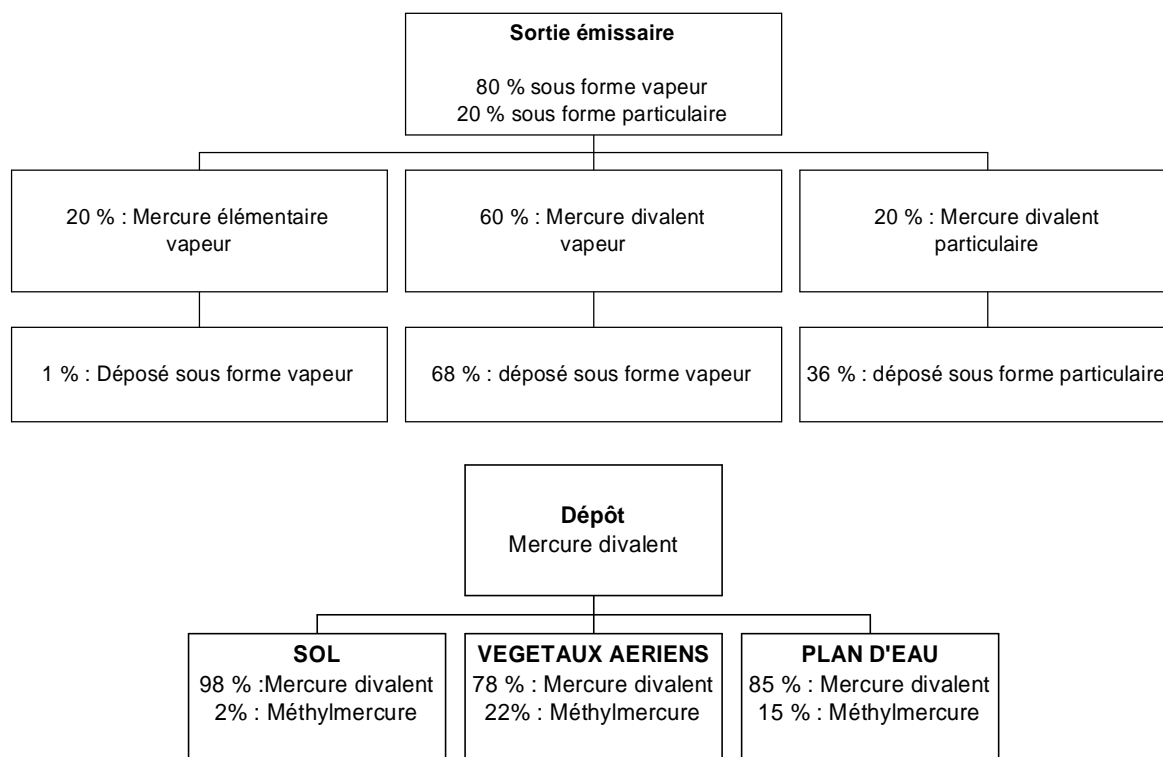 Sortie émissaire
80 % sous forme vapeur
20 % sous forme particulaire
20 % : Mercure élémentaire
vapeur
60 % : Mercure divalent
vapeur
20 % : Mercure divalent
particulaire
1 % : Déposé sous forme vapeur
68 % : déposé sous forme vapeur
36 % : déposé sous forme particulaire
Dépôt
Mercure divalent
SOL
98 % :Mercure divalent
2% : Méthylmercure
VEGETAUX AERIENS
78 % : Mercure divalent
22% : Méthylmercure
PLAN D'EAU
85 % : Mercure divalent
15 % : Méthylmercure